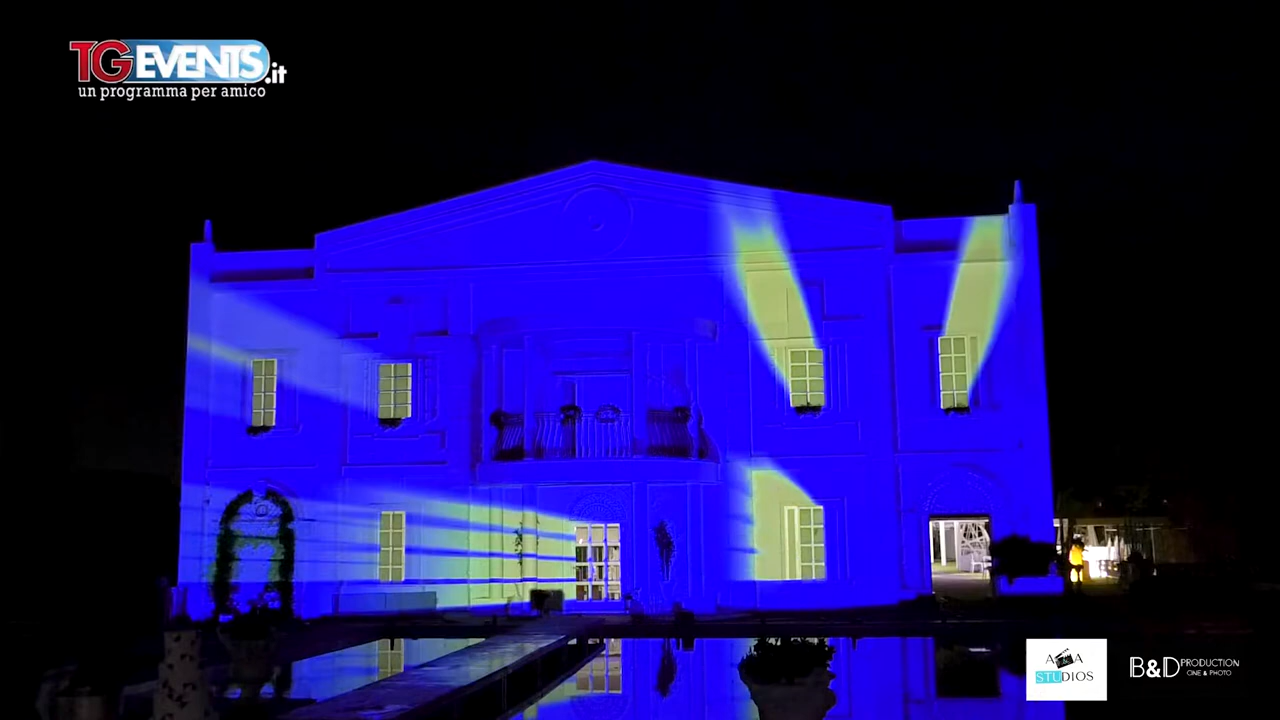 TGEVENTS.it
un programma per amico
A A
STUDIOS
B&D PRODUCTION
CINE & PHOTO